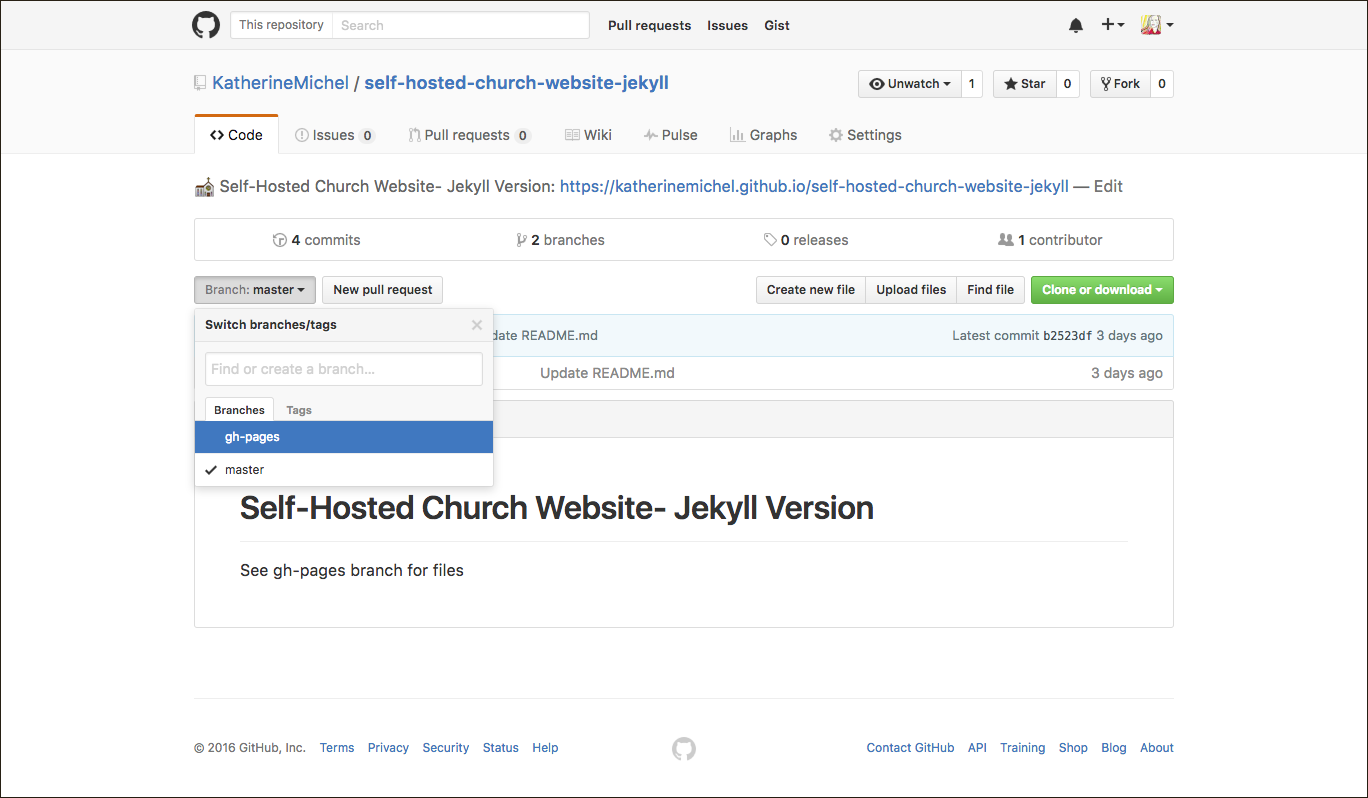 This repository Search Pull requests Issues Gist
KatherineMichel / self-hosted-church-website-jekyll Unwatch 1 Star 0 Fork 0
Code Issues 0 Pull requests 0 Wiki Pulse Graphs Settings
Self-Hosted Church Website- Jekyll Version: https://katherinemichel.github.io/self-hosted-church-website-jekyll — Edit
4 commits 2 branches 0 releases 1 contributor
Branch: master New pull request Create new file Upload files Find file Clone or download
Switch branches/tags
date README.md Latest commit b2523df 3 days ago
Find or create a branch...
Update README.md 3 days ago
Branches Tags
gh-pages
master
Self-Hosted Church Website- Jekyll Version
See gh-pages branch for files
© 2016 GitHub, Inc. Terms Privacy Security Status Help Contact GitHub API Training Shop Blog About